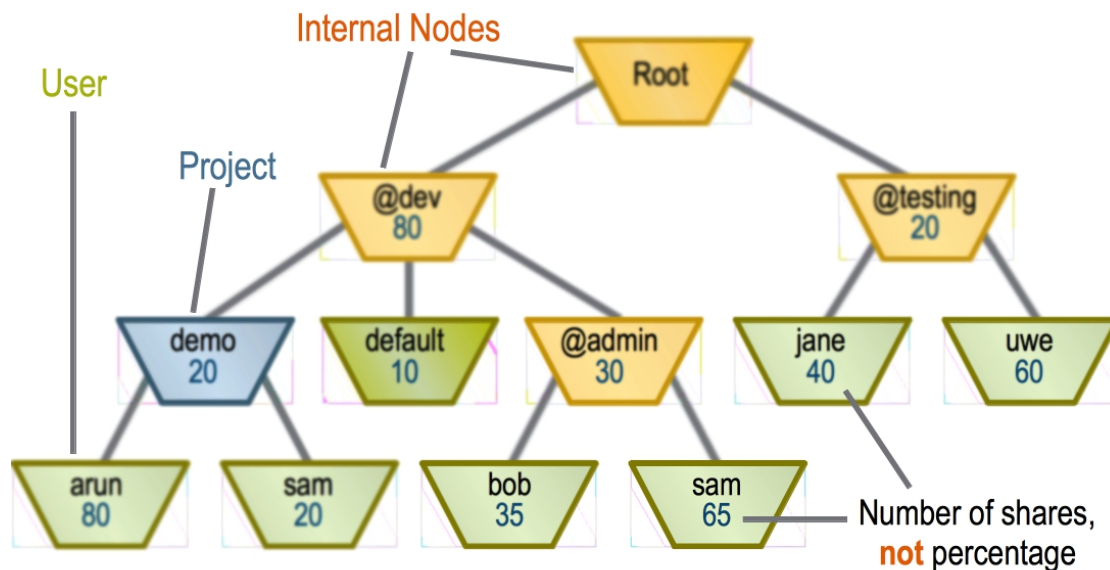 Internal Nodes
Root
User
Project
@dev
80
@testing
20
demo
20
default
10
@admin
30
jane
40
uwe
60
arun
80
sam
20
bob
35
sam
65
Number of shares,
not percentage